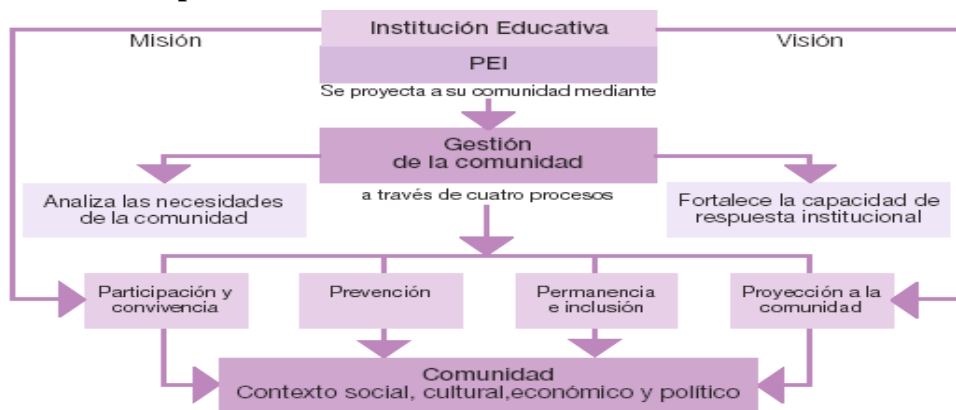 Institución Educativa
Misión
Visión
PEI
Se proyecta a su comunidad mediante
Gestión
de la comunidad
Analiza las necesidades
de la comunidad
a través de cuatro procesos
Fortalece la capacidad de
respuesta institucional
Participación y
convivencia
Prevención
Permanencia
e inclusión
Proyección a la
comunidad
Comunidad
Contexto social, cultural,económico y político